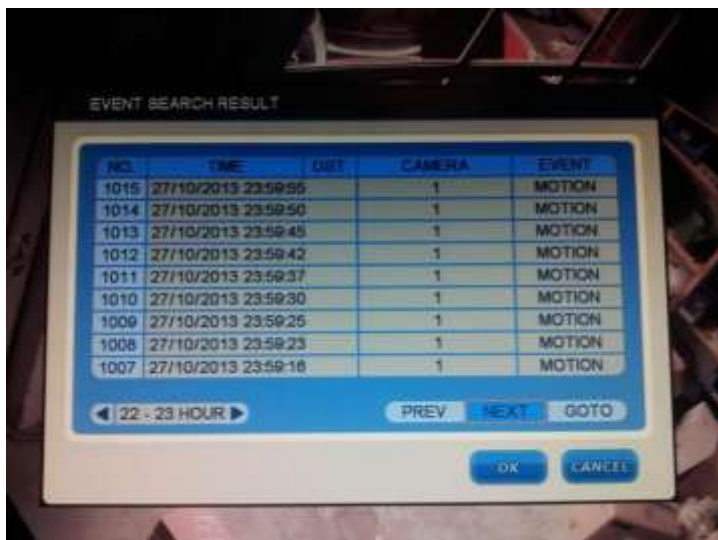 EVENT SEARCH RESULT
NO. TIME DST CAMERA EVENT
1015 27/10/2013 23:59:55 1 MOTION
1014 27/10/2013 23:59:50 1 MOTION
1013 27/10/2013 23:59:45 1 MOTION
1012 27/10/2013 23:59:42 1 MOTION
1011 27/10/2013 23:59:37 1 MOTION
1010 27/10/2013 23:59:30 1 MOTION
1009 27/10/2013 23:59:25 1 MOTION
1008 27/10/2013 23:59:23 1 MOTION
1007 27/10/2013 23:59:16 1 MOTION
22 - 23 HOUR PREV NEXT GOTO
OK CANCEL